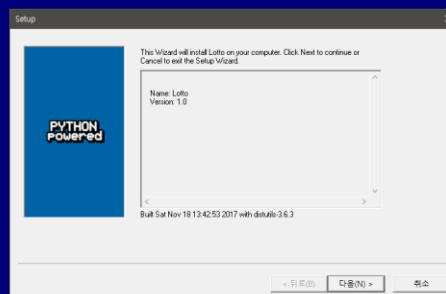 Setup
This Wizard will install Lotto on your computer. Click Next to continue or
Cancel to exit the Setup Wizard.
Name: Lotto
Version: 1.0
PYTHON
Powered
Built Sat Nov 18 13:42:53 2017 with distutils-3.6.3
< 뒤로(B)
다음(N) >
취소